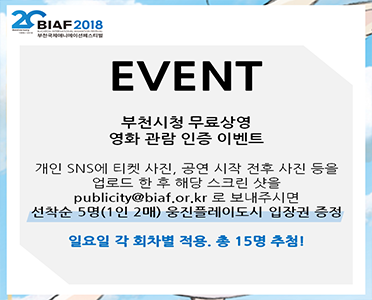 20
BIAF2018
부천국제애니메이션페스티벌
EVENT
부천시청 무료상영
영화 관람 인증 이벤트
개인 SNS에 티켓 사진, 공연 시작 전후 사진 등을
업로드 한 후 해당 스크린 샷을
publicity@biaf.or.kr 로 보내주시면
선착순 5명(1인 2매) 웅진플레이도시 입장권 증정
일요일 각 회차별 적용. 총 15명 추첨!